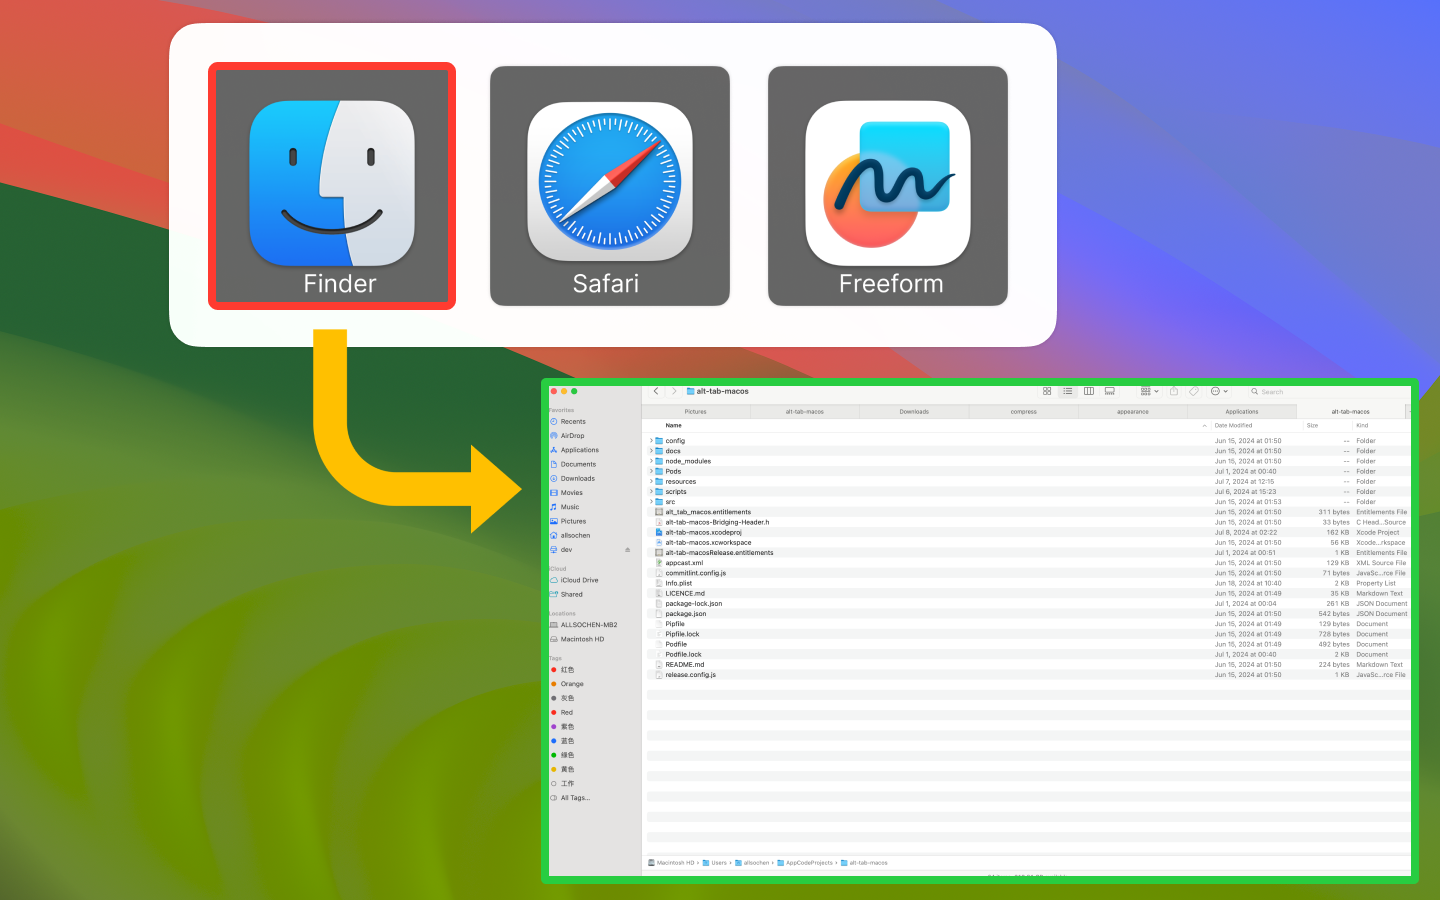 Finder
Safari
Freeform
alt-tab-macos
Search
Pictures
alt-tab-macos
Downloads
compress
appearance
Applications
alt-tab-macos
Favorites
Recents
AirDrop
Applications
Documents
Downloads
Movies
Music
Pictures
allsochen
dev
iCloud
iCloud Drive
Shared
Locations
ALLSOCHEN-MB2
Macintosh HD
Tags
红色
Orange
灰色
Red
紫色
蓝色
绿色
黄色
工作
All Tags...
Name Date Modified Size Kind
config Jun 15, 2024 at 01:50 -- Folder
docs Jun 15, 2024 at 01:50 -- Folder
node_modules Jun 15, 2024 at 01:50 -- Folder
Pods Jul 1, 2024 at 00:40 -- Folder
resources Jul 7, 2024 at 12:15 -- Folder
scripts Jul 6, 2024 at 15:23 -- Folder
src Jun 15, 2024 at 01:53 -- Folder
alt_tab_macos.entitlements Jun 15, 2024 at 01:50 311 bytes Entitlements File
alt-tab-macos-Bridging-Header.h Jun 15, 2024 at 01:50 33 bytes C Head...Source
alt-tab-macos.xcodeproj Jul 8, 2024 at 02:22 162 KB Xcode Project
alt-tab-macos.xcworkspace Jun 15, 2024 at 01:50 56 KB Xcode...rkspace
alt-tab-macosRelease.entitlements Jul 1, 2024 at 00:51 1 KB Entitlements File
appcast.xml Jun 15, 2024 at 01:50 129 KB XML Source File
commitlint.config.js Jun 15, 2024 at 01:50 71 bytes JavaSc...rce File
Info.plist Jun 18, 2024 at 10:40 2 KB Property List
LICENCE.md Jun 15, 2024 at 01:49 35 KB Markdown Text
package-lock.json Jul 1, 2024 at 00:04 261 KB JSON Document
package.json Jun 15, 2024 at 01:50 542 bytes JSON Document
Pipfile Jun 15, 2024 at 01:49 129 bytes Document
Pipfile.lock Jun 15, 2024 at 01:49 728 bytes Document
Podfile Jun 15, 2024 at 01:49 492 bytes Document
Podfile.lock Jul 1, 2024 at 00:40 2 KB Document
README.md Jun 15, 2024 at 01:50 224 bytes Markdown Text
release.config.js Jun 15, 2024 at 01:50 1 KB JavaSc...rce File
Macintosh HD › Users › allsochen › AppCodeProjects › alt-tab-macos